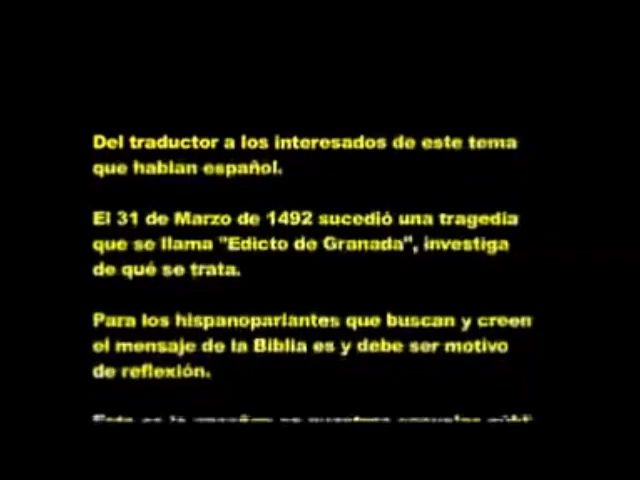 Del traductor a los interesados de este tema
que hablan español.
El 31 de Marzo de 1492 sucedió una tragedia
que se llama "Edicto de Granada", investiga
de qué se trata.
Para los hispanoparlantes que buscan y creen
el mensaje de la Biblia es y debe ser motivo
de reflexión.